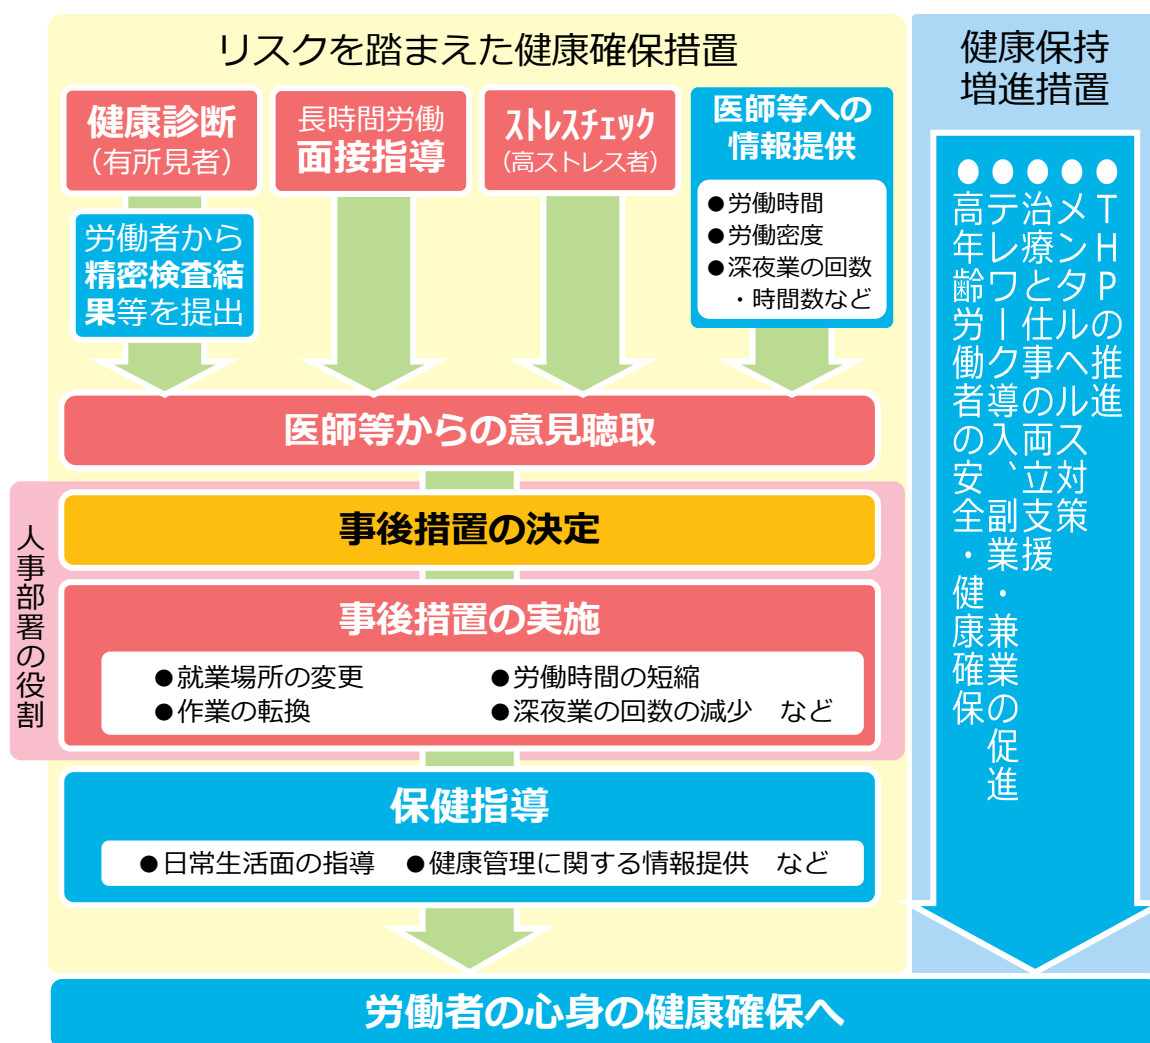 リスクを踏まえた健康確保措置
健康診断
（有所見者）
長時間労働
面接指導
ストレスチェック
（高ストレス者）
医師等への
情報提供
●労働時間
●労働密度
●深夜業の回数
・時間数など
労働者から
精密検査結
果等を提出
医師等からの意見聴取
人事部署の役割
事後措置の決定
事後措置の実施
●就業場所の変更
●労働時間の短縮
●作業の転換
●深夜業の回数の減少　など
保健指導
●日常生活面の指導　●健康管理に関する情報提供　など
健康保持
増進措置
●ＴＨＰの推進
●メンタルヘルス対策
●治療と仕事の両立支援
●テレワーク導入、副業・兼業の促進
●高年齢労働者の安全・健康確保
労働者の心身の健康確保へ